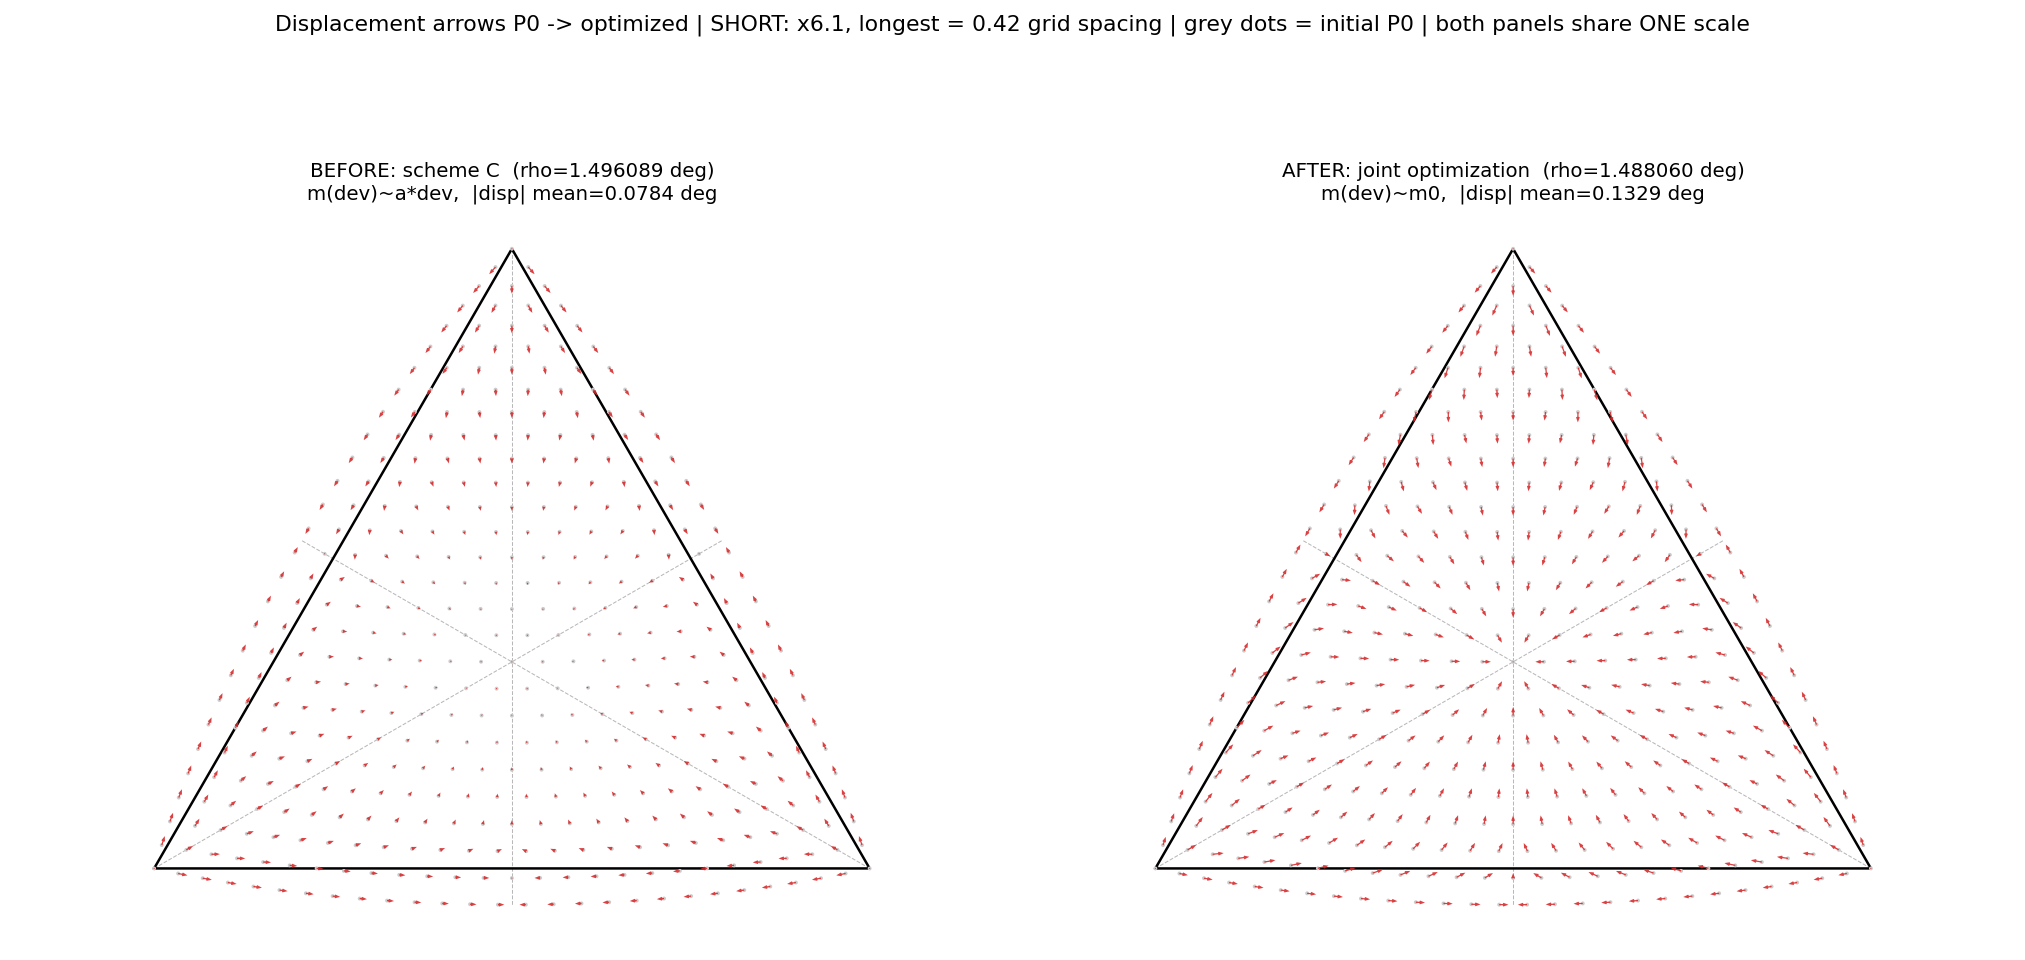 Displacement arrows P0 -> optimized | SHORT: x6.1, longest = 0.42 grid spacing | grey dots = initial P0 | both panels share ONE scale
BEFORE: scheme C  (rho=1.496089 deg)
m(dev)~a*dev,  |disp| mean=0.0784 deg
AFTER: joint optimization  (rho=1.488060 deg)
m(dev)~m0,  |disp| mean=0.1329 deg